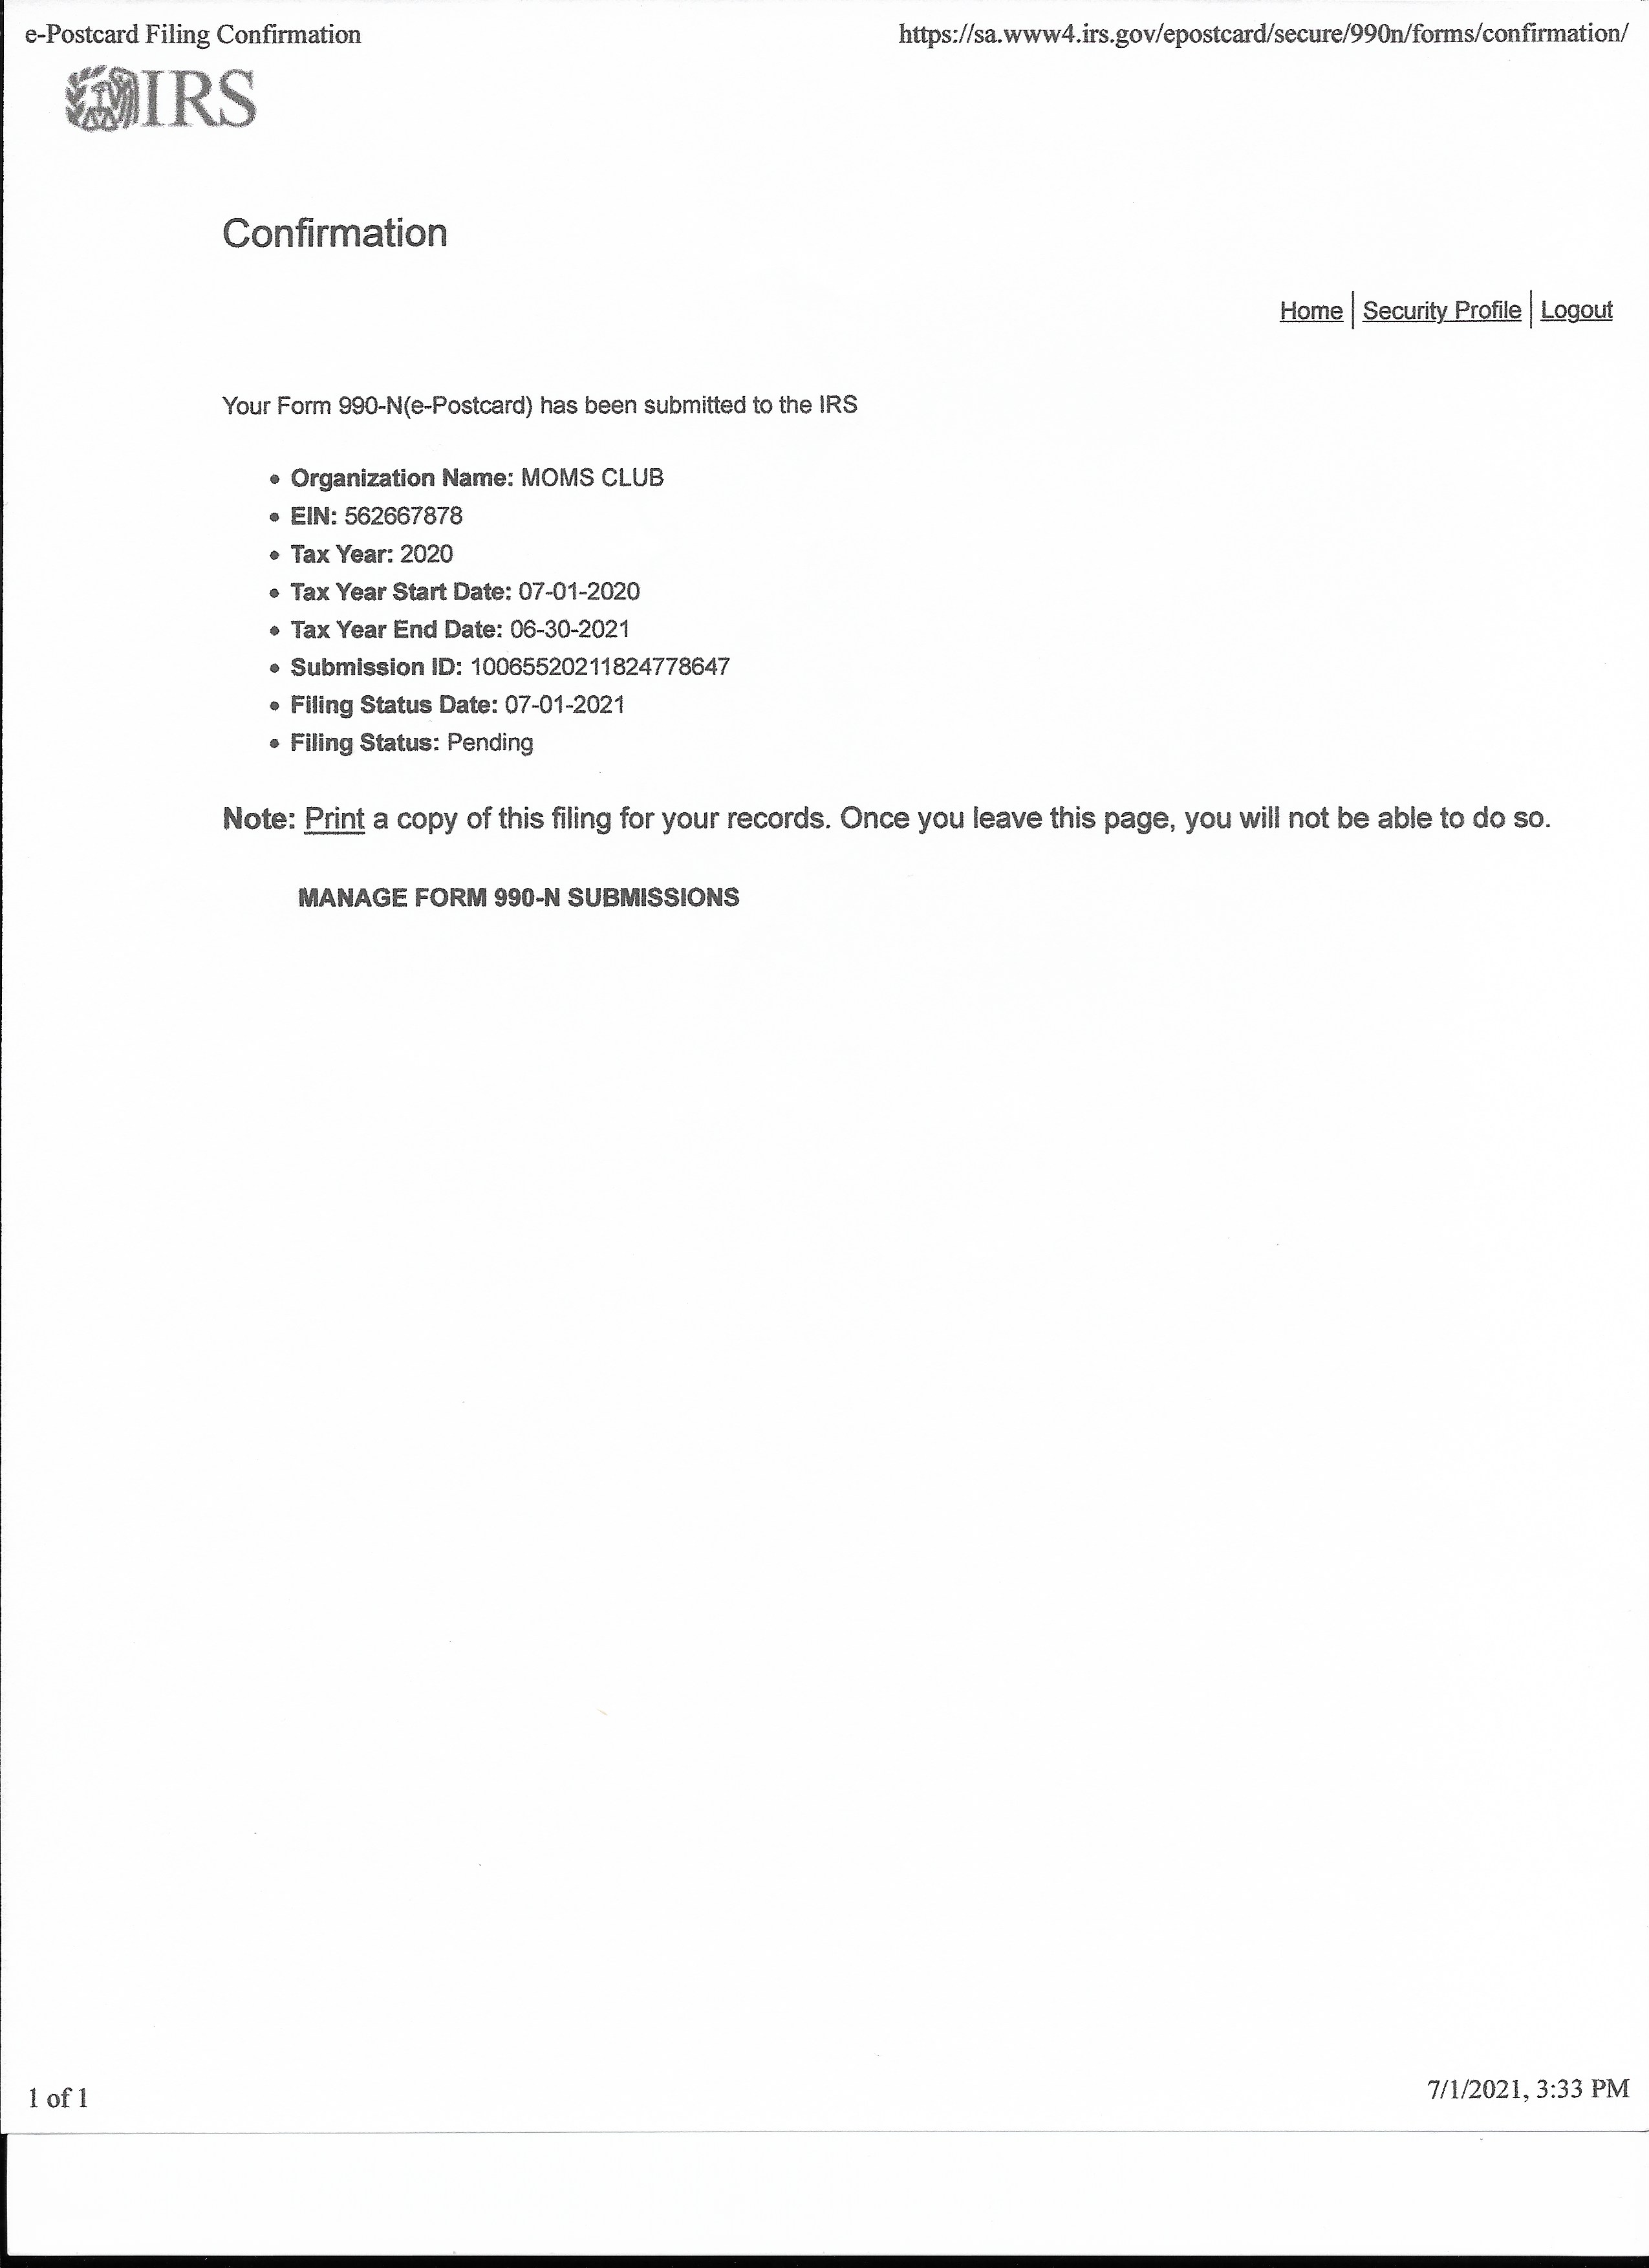 e-Postcard Filing Confirmation https://sa.www4.irs.gov/epostcard/secure/990n/forms/confirmation/
IRS
Confirmation
Home | Security Profile | Logout
Your Form 990-N(e-Postcard) has been submitted to the IRS
• Organization Name: MOMS CLUB
• EIN: 562667878
• Tax Year: 2020
• Tax Year Start Date: 07-01-2020
• Tax Year End Date: 06-30-2021
• Submission ID: 10065520211824778647
• Filing Status Date: 07-01-2021
• Filing Status: Pending
Note: Print a copy of this filing for your records. Once you leave this page, you will not be able to do so.
MANAGE FORM 990-N SUBMISSIONS
1 of 1 7/1/2021, 3:33 PM